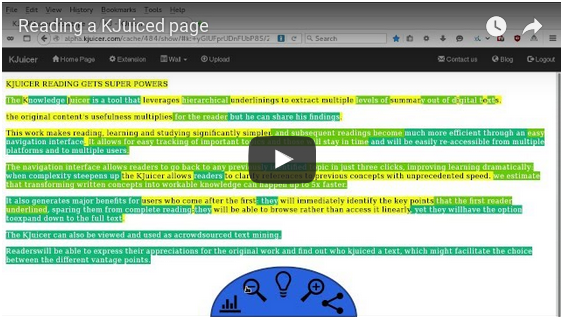 File Edit View History Bookmarks Tools Help
Reading a KJuiced page
alpha.kjuicer.com/cache/484/show/
Search
KJuicer Home Page Extension Wall Upload Contact us Blog Logout
KJUICER READING GETS SUPER POWERS
The Knowledge Juicer is a tool that leverages hierarchical underlinings to extract multiple levels of summary out of digital texts,
the original content's usefulness multiplies for the reader but he can share his findings.
This work makes reading, learning and studying significantly simpler and subsequent readings become much more efficient through an easy
navigation interface. It allows for easy tracking of important stay in time and will be easily re-accessible from multiple
platforms and to multiple users.
The navigation interface allows readers to go back to any topic in just three clicks, improving learning dramatically,
when complexity steepens up the KJuicer allows readers to clarify references to previous concepts with unprecedented speed, we estimate
that transforming written concepts into workable knowledge can happen up to 5x faster.
It also generates major benefits for users who come after the first, they will immediately identify the key points that the first reader
underlined, sparing them from complete reading they will be able to browse rather than access it linearly, yet they willhave the option
toexpand down to the full text
The KJuicer can also be viewed and used as acrowdsourced text mining.
Readerswill be able to express their appreciations for the original work and find out who kjuiced a text, which might facilitate the choice
between the different vantage points.